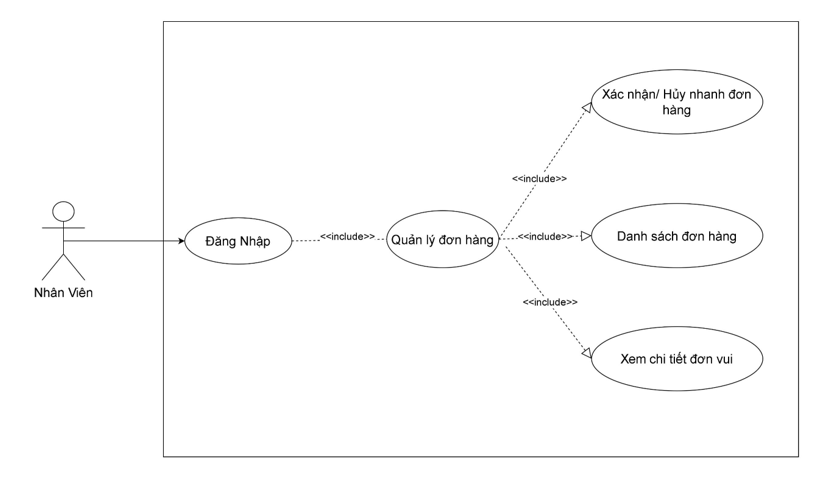 Xác nhận/ Hủy nhanh đơn
hàng
<<include>>
Đăng Nhập
<<include>>
Quản lý đơn hàng
<<include>>
Danh sách đơn hàng
Nhân Viên
<<include>>
Xem chi tiết đơn vui